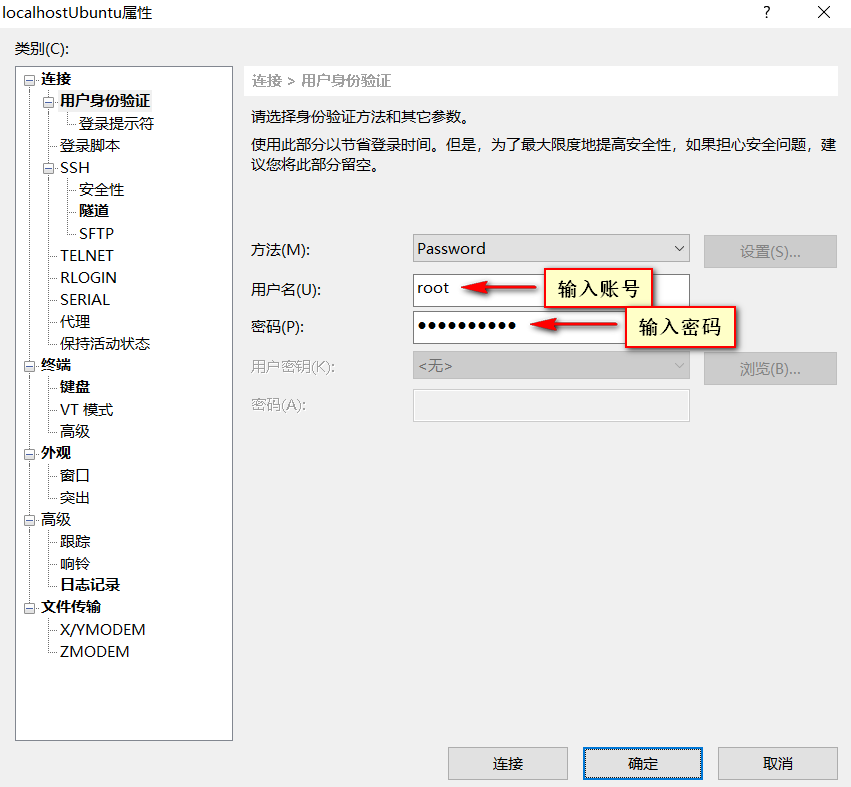 localhostUbuntu属性
?
类别(C):
连接
用户身份验证
登录提示符
登录脚本
SSH
安全性
隧道
SFTP
TELNET
RLOGIN
SERIAL
代理
保持活动状态
终端
键盘
VT 模式
高级
外观
窗口
突出
高级
跟踪
响铃
日志记录
文件传输
X/YMODEM
ZMODEM
连接 > 用户身份验证
请选择身份验证方法和其它参数。
使用此部分以节省登录时间。但是，为了最大限度地提高安全性，如果担心安全问题，建
议您将此部分留空。
方法(M):
Password
设置(S)...
用户名(U):
root
输入账号
密码(P):
●●●●●●●●●●
输入密码
用户密钥(K):
<无>
浏览(B)...
密码(A):
连接
确定
取消